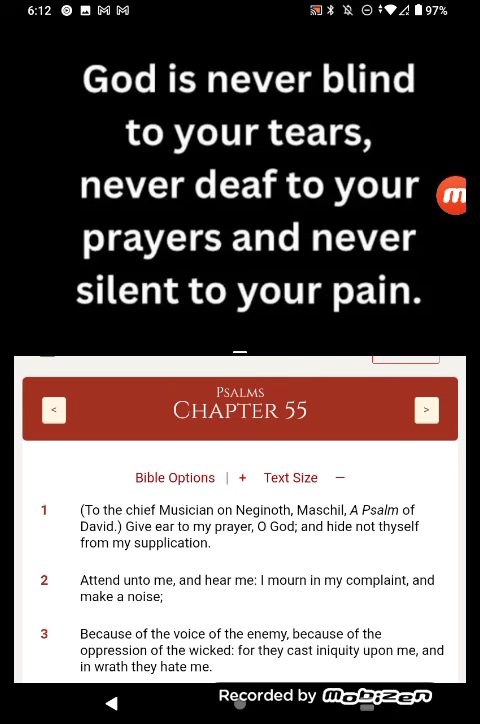 6:12
97%
God is never blind
to your tears,
never deaf to your
prayers and never
silent to your pain.
Psalms
Chapter 55
<
>
Bible Options | + Text Size –
1 (To the chief Musician on Neginoth, Maschil, A Psalm of
David.) Give ear to my prayer, O God; and hide not thyself
from my supplication.
2 Attend unto me, and hear me: I mourn in my complaint, and
make a noise;
3 Because of the voice of the enemy, because of the
oppression of the wicked: for they cast iniquity upon me, and
in wrath they hate me.
Recorded by Mobizen